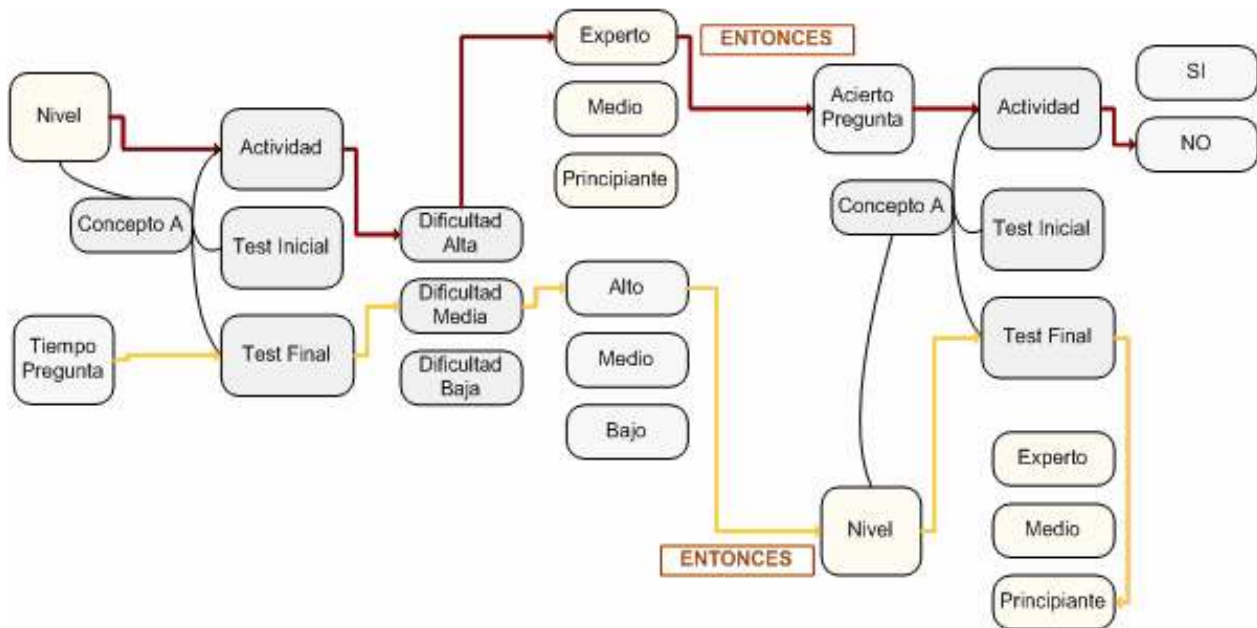 Experto
ENTONCES
SI
Nivel
Medio
Acierto
Pregunta
Actividad
Actividad
NO
Principiante
Concepto A
Dificultad
Alta
Concepto A
Test Inicial
Test Inicial
Dificultad
Media
Alto
Tiempo
Pregunta
Test Final
Test Final
Medio
Dificultad
Baja
Bajo
Experto
Nivel
Medio
ENTONCES
Principiante